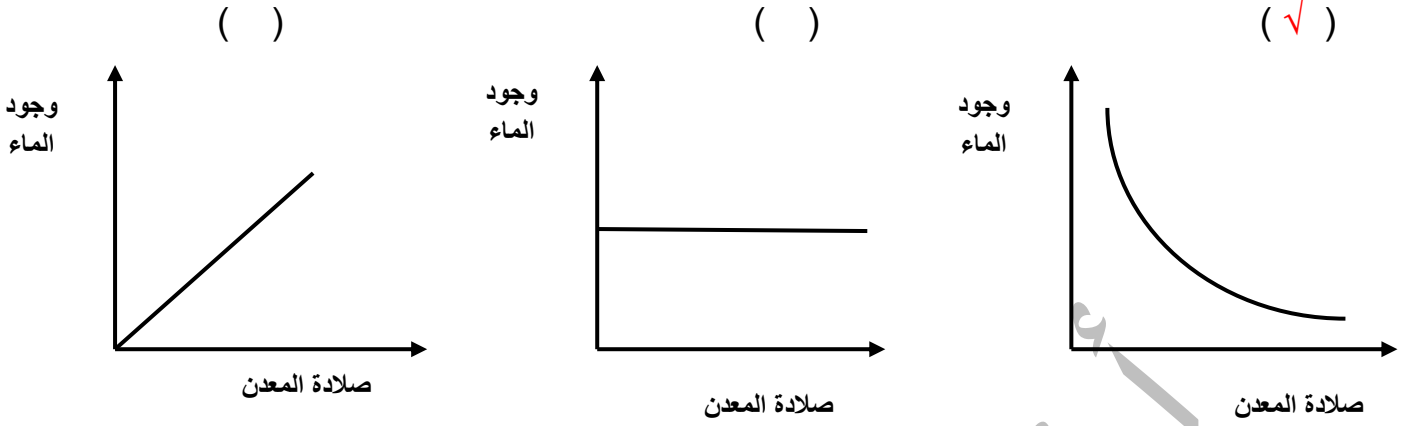 ( √ )
( )
( )
وجود
الماء
صلادة المعدن
وجود
الماء
صلادة المعدن
وجود
الماء
صلادة المعدن